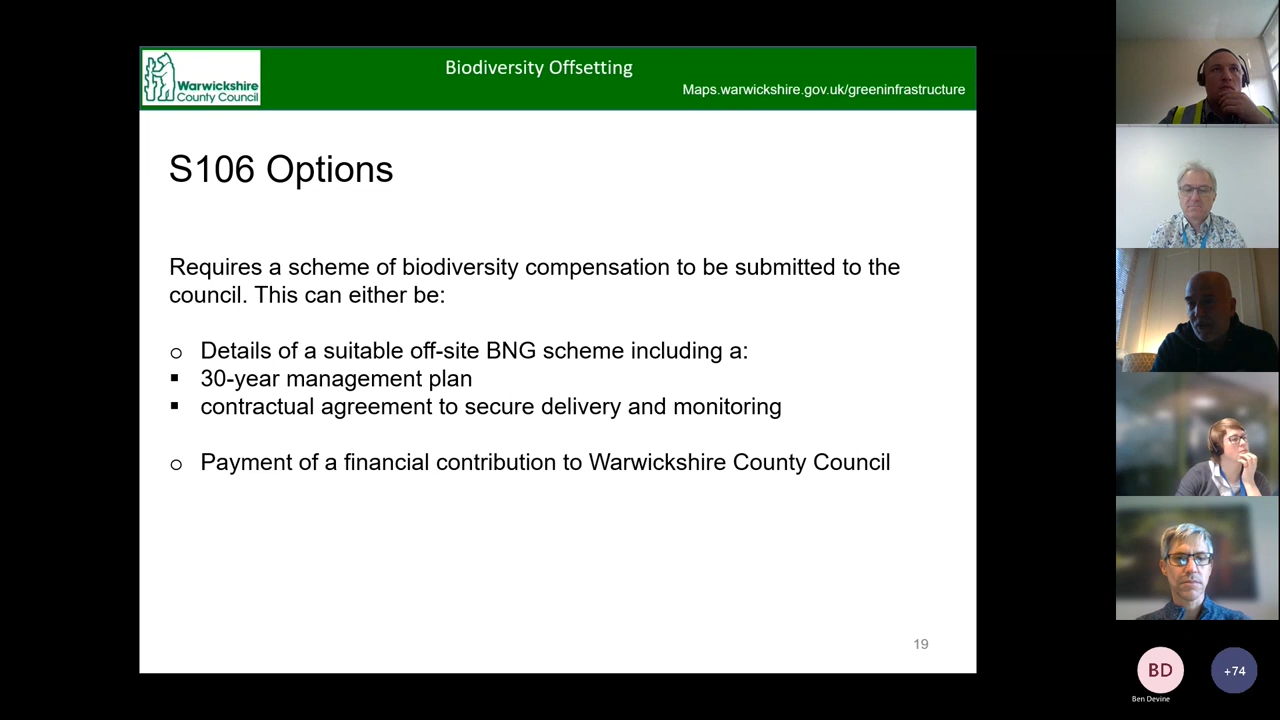 Warwickshire
County Council
Biodiversity Offsetting
Maps.warwickshire.gov.uk/greeninfrastructure
S106 Options
Requires a scheme of biodiversity compensation to be submitted to the
council. This can either be:
o Details of a suitable off-site BNG scheme including a:
▪ 30-year management plan
▪ contractual agreement to secure delivery and monitoring
o Payment of a financial contribution to Warwickshire County Council
19
BD
Ben Devine
+74